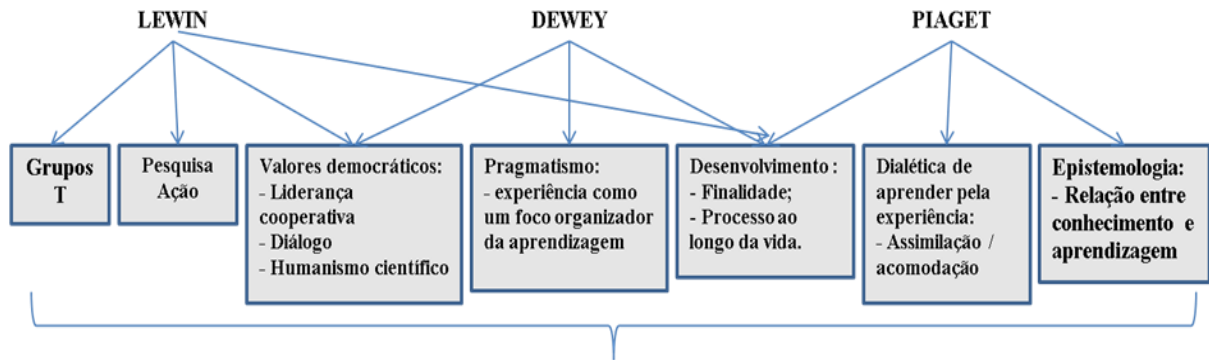 LEWIN
DEWEY
PIAGET
Grupos
T
Pesquisa
Ação
Valores democráticos:
- Liderança
cooperativa
- Diálogo
- Humanismo científico
Pragmatismo:
- experiência como
um foco organizador
da aprendizagem
Desenvolvimento :
- Finalidade;
- Processo ao
longo da vida.
Dialética de
aprender pela
experiência:
- Assimilação /
acomodação
Epistemologia:
- Relação entre
conhecimento e
aprendizagem